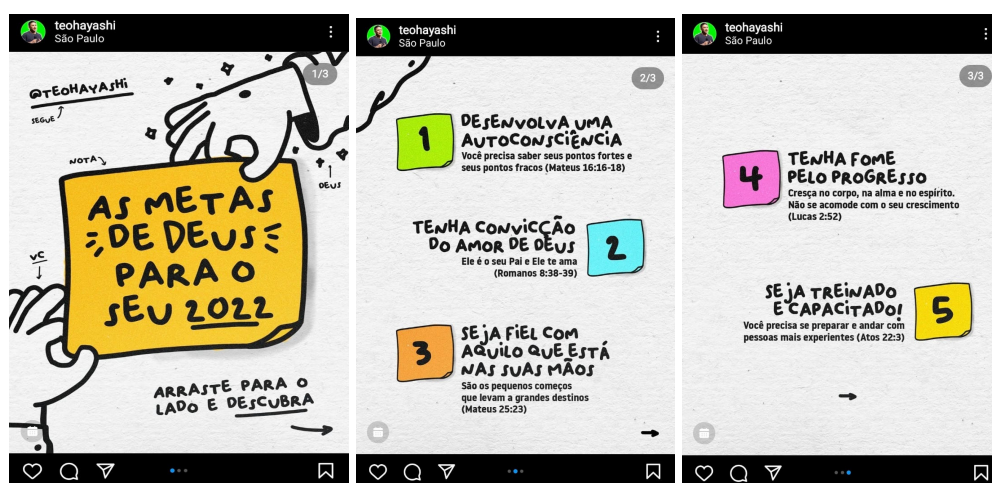 teohayashi
São Paulo
1/3
@TEOHAYASHI
SEGUE
NOTA
DEUS
VC
AS METAS
DE DEUS
PARA O
SEU 2022
ARRASTE PARA O
LADO E DESCUBRA
teohayashi
São Paulo
2/3
1
DESENVOLVA UMA
AUTOCONSCIÊNCIA
Você precisa saber seus pontos fortes e
seus pontos fracos (Mateus 16:16-18)
TENHA CONVICÇÃO
DO AMOR DE DEUS
Ele é o seu Pai e Ele te ama
(Romanos 8:38-39)
2
3
SEJA FIEL COM
AQUILO QUE ESTÁ
NAS SUAS MÃOS
São os pequenos começos
que levam a grandes destinos
(Mateus 25:23)
teohayashi
São Paulo
3/3
4
TENHA FOME
PELO PROGRESSO
Cresça no corpo, na alma e no espírito.
Não se acomode com o seu crescimento
(Lucas 2:52)
SEJA TREINADO
E CAPACITADO!
Você precisa se preparar e andar com
pessoas mais experientes (Atos 22:3)
5